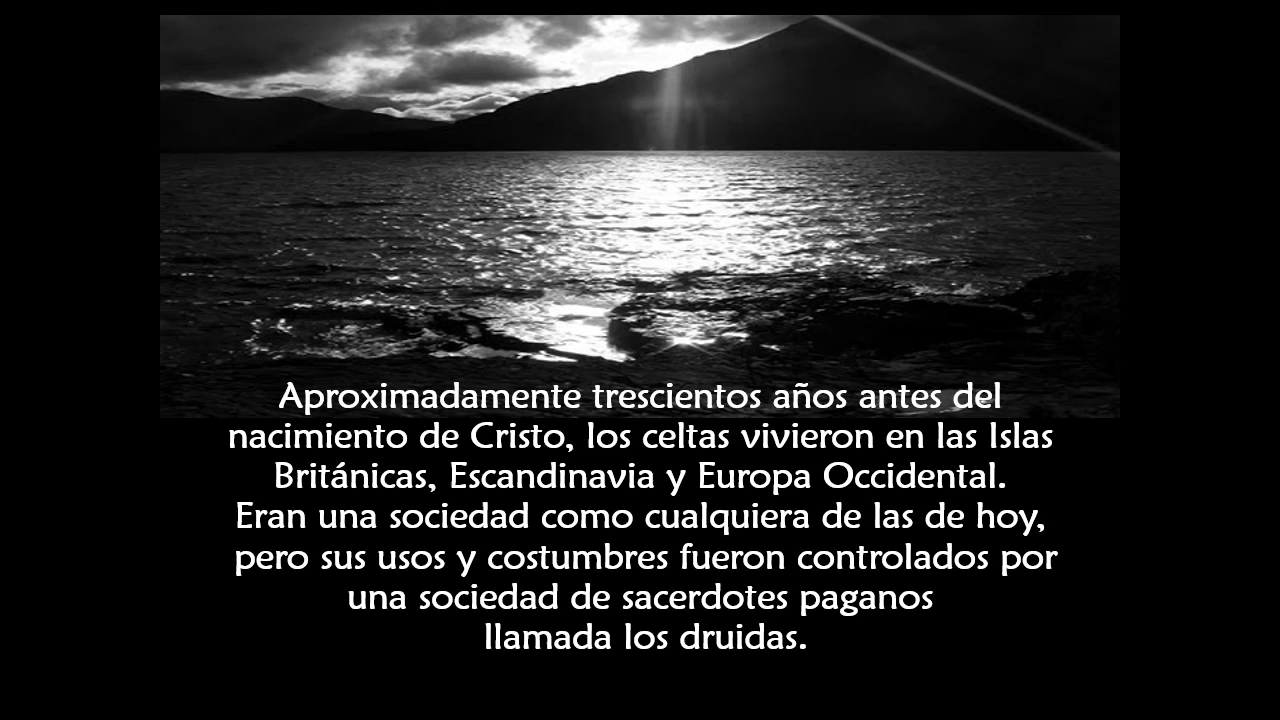 Aproximadamente trescientos años antes del
nacimiento de Cristo, los celtas vivieron en las Islas
Británicas, Escandinavia y Europa Occidental.
Eran una sociedad como cualquiera de las de hoy,
pero sus usos y costumbres fueron controlados por
una sociedad de sacerdotes paganos
llamada los druidas.